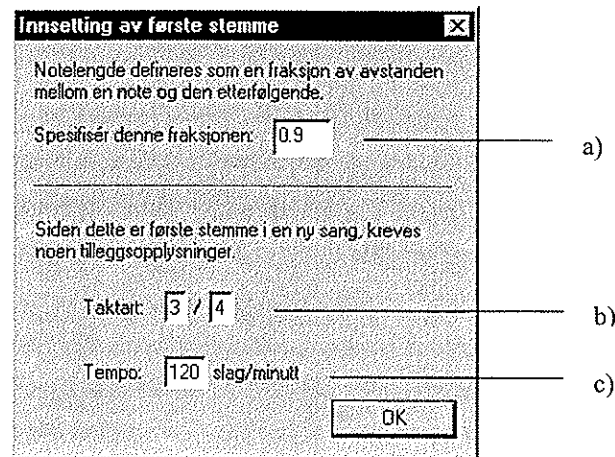 Innsetting av første stemme
Notelengde defineres som en fraksjon av avstanden
mellom en note og den etterfølgende.
Spesifisér denne fraksjonen: 0.9
a)
Siden dette er første stemme i en ny sang, kreves
noen tilleggsopplysninger.
Taktart: 3 / 4
b)
Tempo: 120 slag/minutt
c)
OK